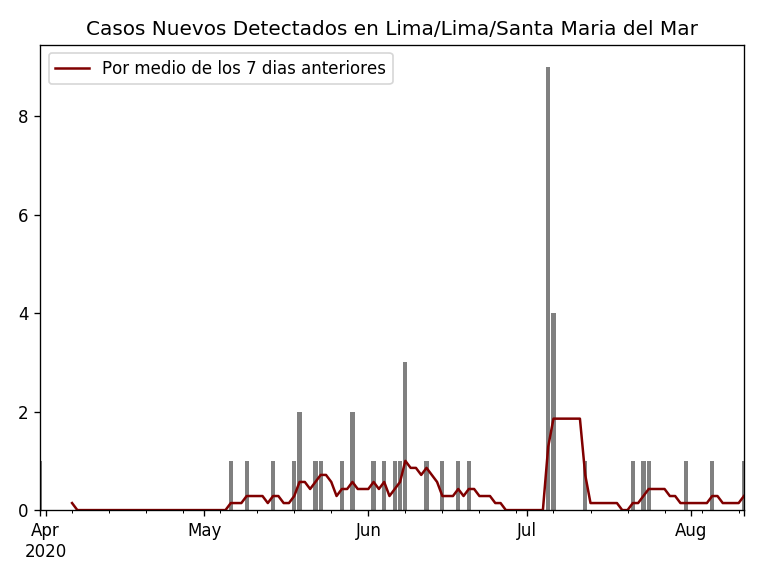 Casos Nuevos Detectados en Lima/Lima/Santa Maria del Mar
Por medio de los 7 dias anteriores
8
6
4
2
0
Apr May Jun Jul Aug
2020